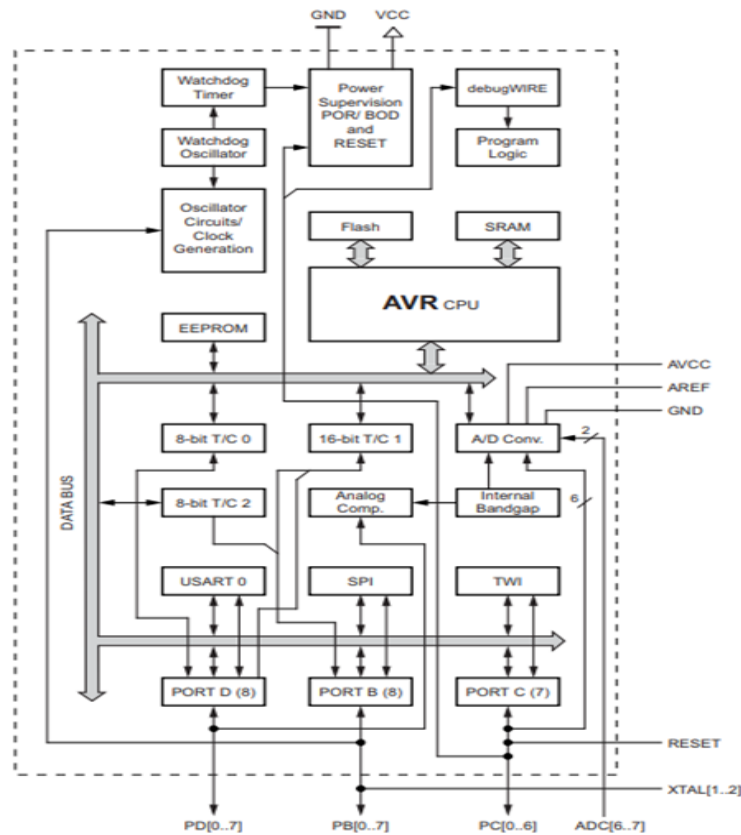 GND VCC
Watchdog
Timer
Power
Supervision
POR/ BOD
and
RESET
debugWIRE
Watchdog
Oscillator
Program
Logic
Oscillator
Circuits/
Clock
Generation
Flash
SRAM
AVR CPU
EEPROM
AVCC
AREF
GND
8-bit T/C 0
16-bit T/C 1
A/D Conv.
2
DATA BUS
8-bit T/C 2
Analog
Comp.
Internal
Bandgap
6
USART 0
SPI
TWI
PORT D (8)
PORT B (8)
PORT C (7)
RESET
XTAL[1..2]
PD[0..7]
PB[0..7]
PC[0..6]
ADC[6..7]